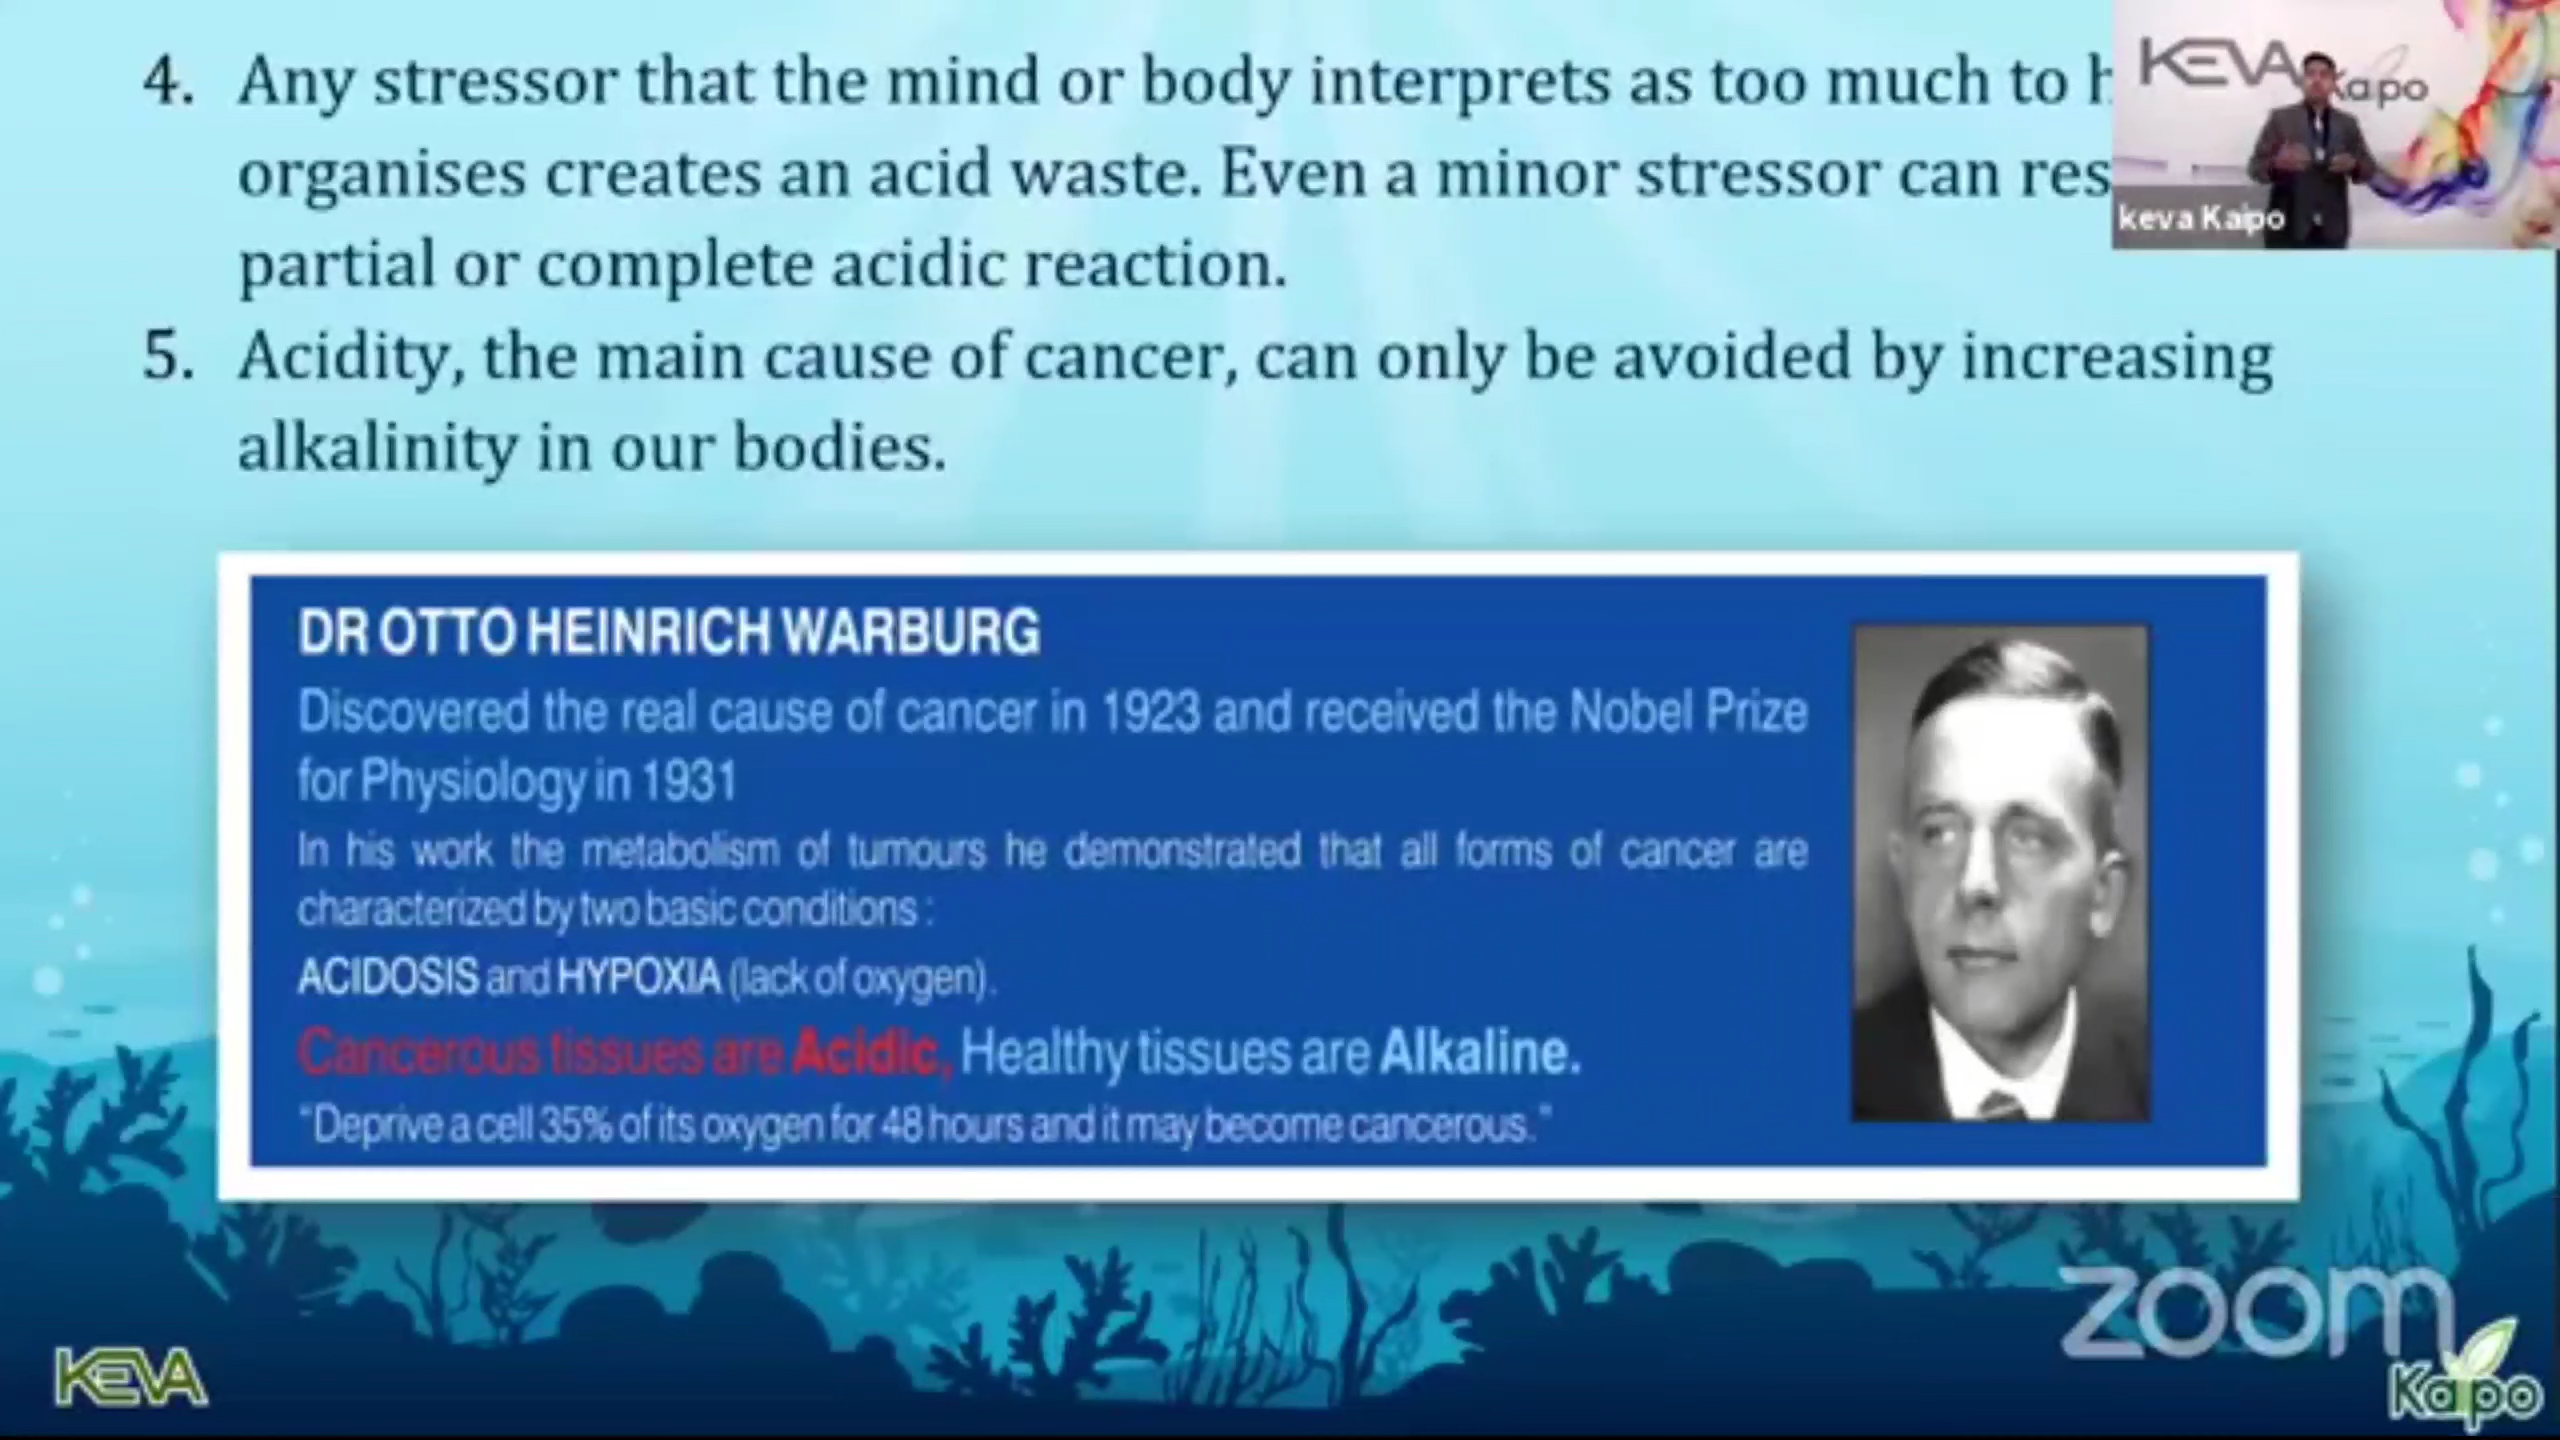 4. Any stressor that the mind or body interprets as too much to
KEVA
Kaipo
organises creates an acid waste. Even a minor stressor can
keva Kaipo
partial or complete acidic reaction.
5. Acidity, the main cause of cancer, can only be avoided by increasing
alkalinity in our bodies.
DR OTTO HEINRICH WARBURG
Discovered the real cause of cancer in 1923 and received the Nobel Prize
for Physiology in 1931
In his work the metabolism of tumours he demonstrated that all forms of cancer are
characterized by two basic conditions :
ACIDOSIS and HYPOXIA (lack of oxygen).
Cancerous tissues are Acidic, Healthy tissues are Alkaline.
“Deprive a cell 35% of its oxygen for 48 hours and it may become cancerous.”
zoom
KEVA
Kaipo